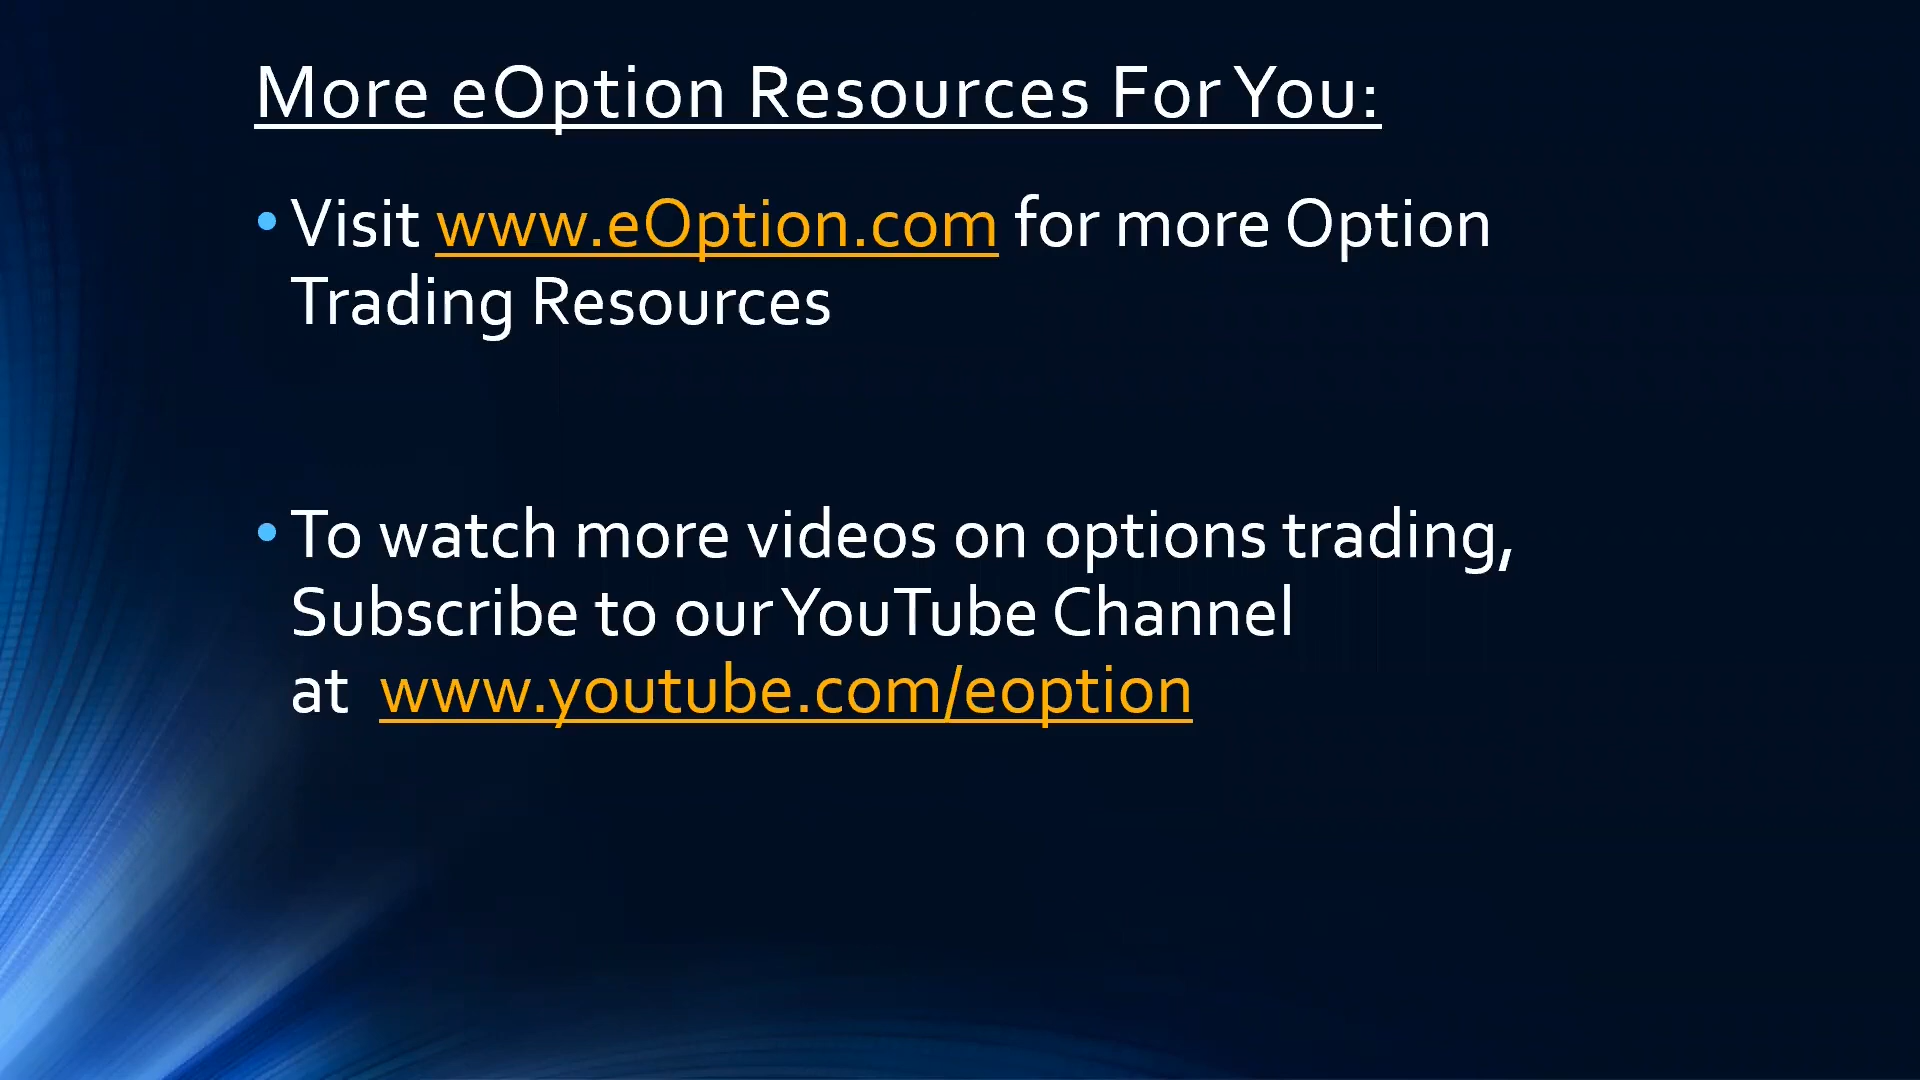 More eOption Resources For You:
• Visit www.eOption.com for more Option
Trading Resources
• To watch more videos on options trading,
Subscribe to our YouTube Channel
at www.youtube.com/eoption